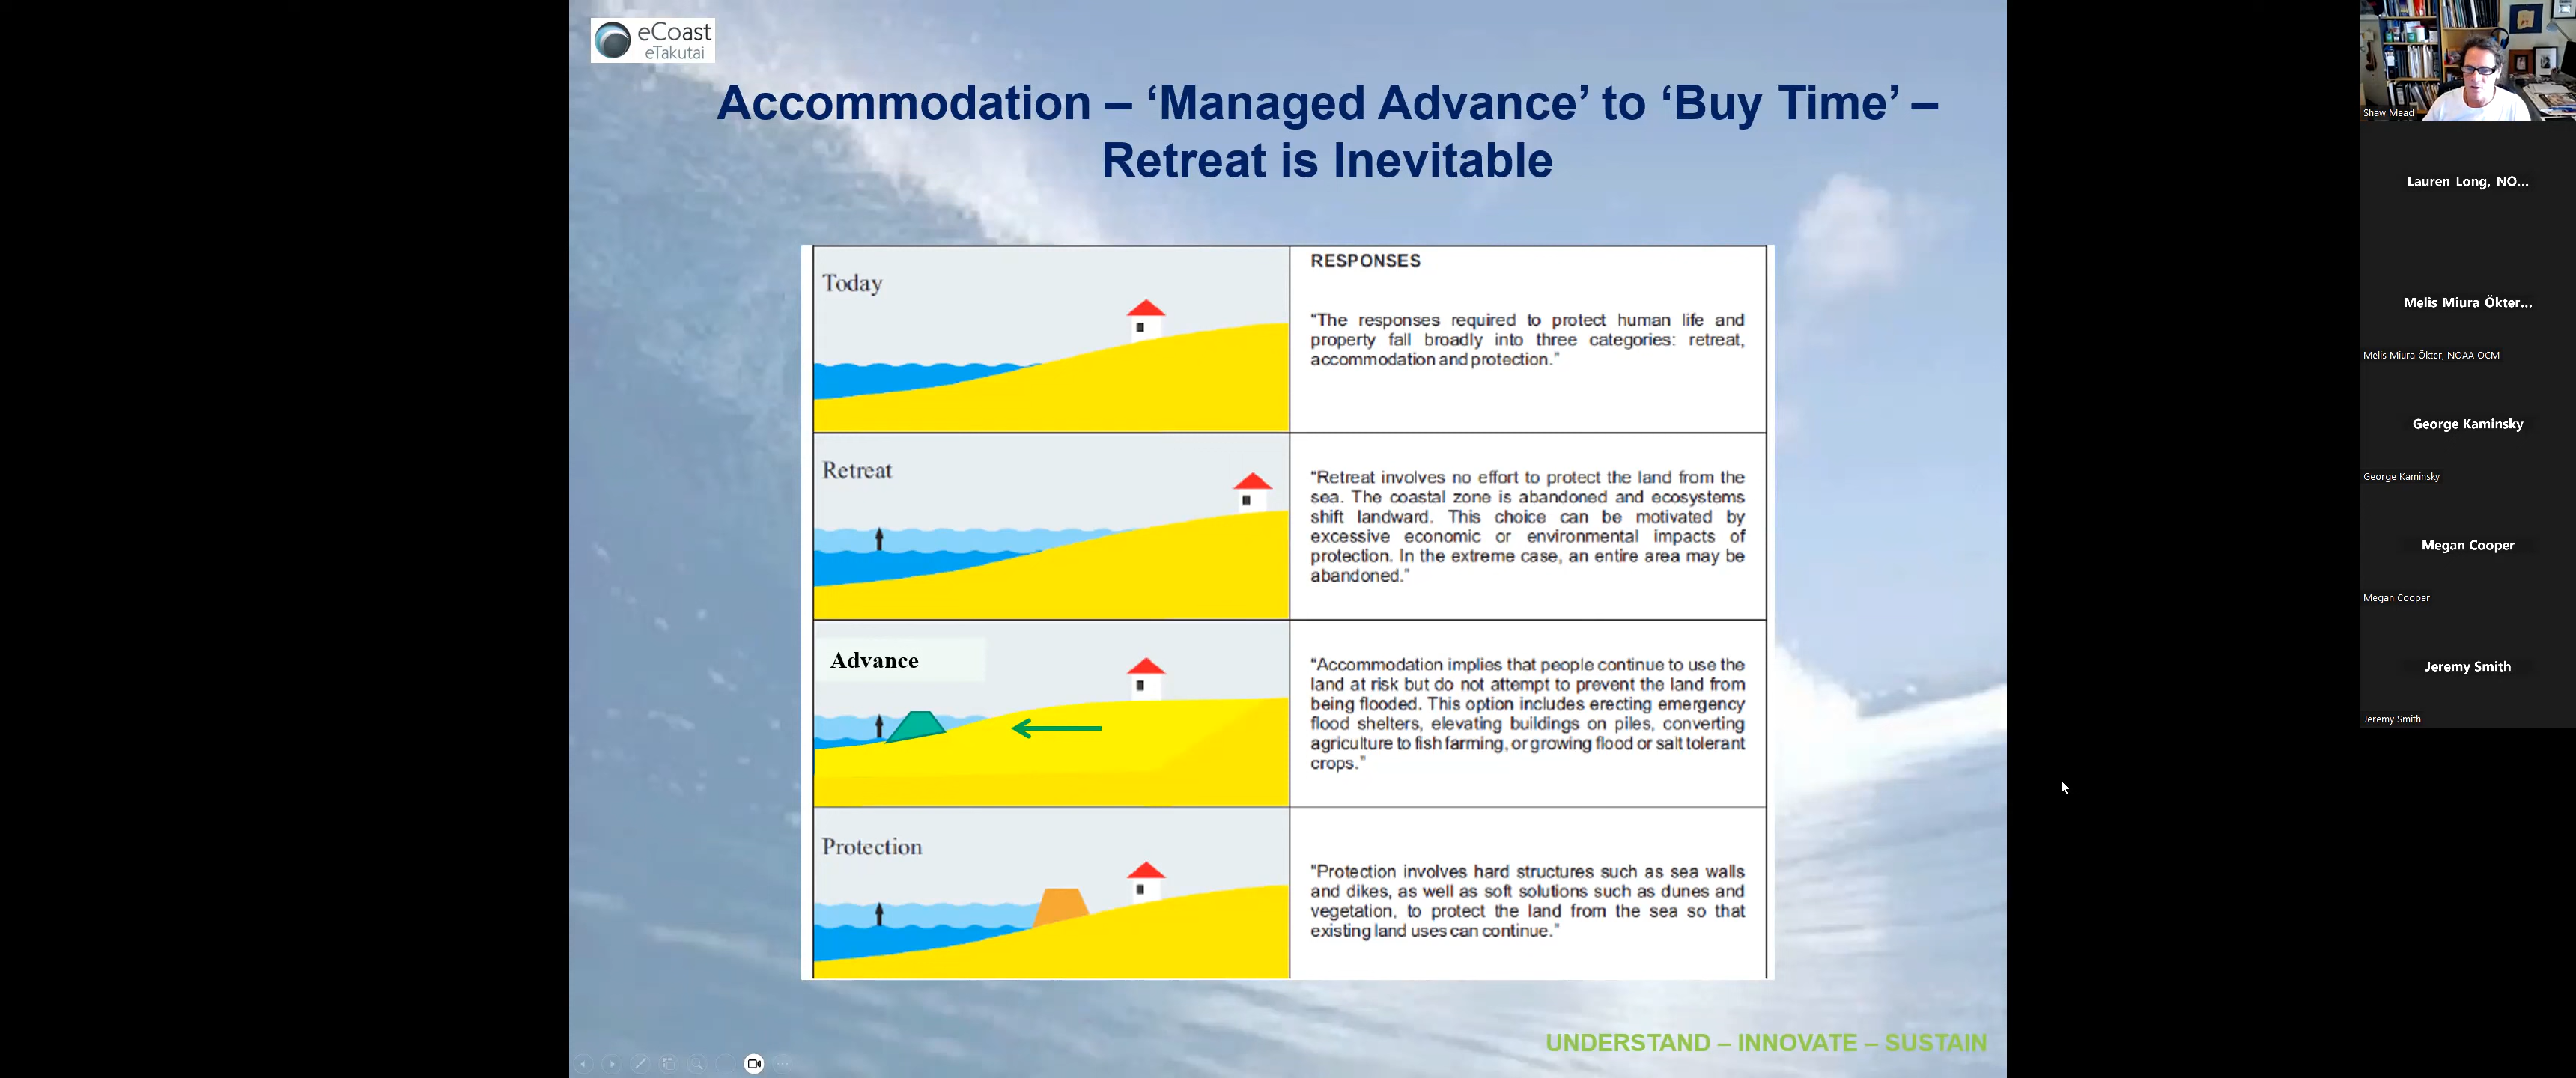 eCoast
eTakutai
Accommodation – ‘Managed Advance’ to ‘Buy Time’ –
Retreat is Inevitable
Today
RESPONSES
“The responses required to protect human life and
property fall broadly into three categories: retreat,
accommodation and protection.”
Retreat
“Retreat involves no effort to protect the land from the
sea. The coastal zone is abandoned and ecosystems
shift landward. This choice can be motivated by
excessive economic or environmental impacts of
protection. In the extreme case, an entire area may be
abandoned.”
Advance
“Accommodation implies that people continue to use the
land at risk but do not attempt to prevent the land from
being flooded. This option includes erecting emergency
flood shelters, elevating buildings on piles, converting
agriculture to fish farming, or growing flood or salt tolerant
crops.”
Protection
“Protection involves hard structures such as sea walls
and dikes, as well as soft solutions such as dunes and
vegetation, to protect the land from the sea so that
existing land uses can continue.”
UNDERSTAND – INNOVATE – SUSTAIN
Shaw Mead
Lauren Long, NO...
Melis Miura Ökter...
Melis Miura Ökter, NOAA OCM
George Kaminsky
George Kaminsky
Megan Cooper
Megan Cooper
Jeremy Smith
Jeremy Smith